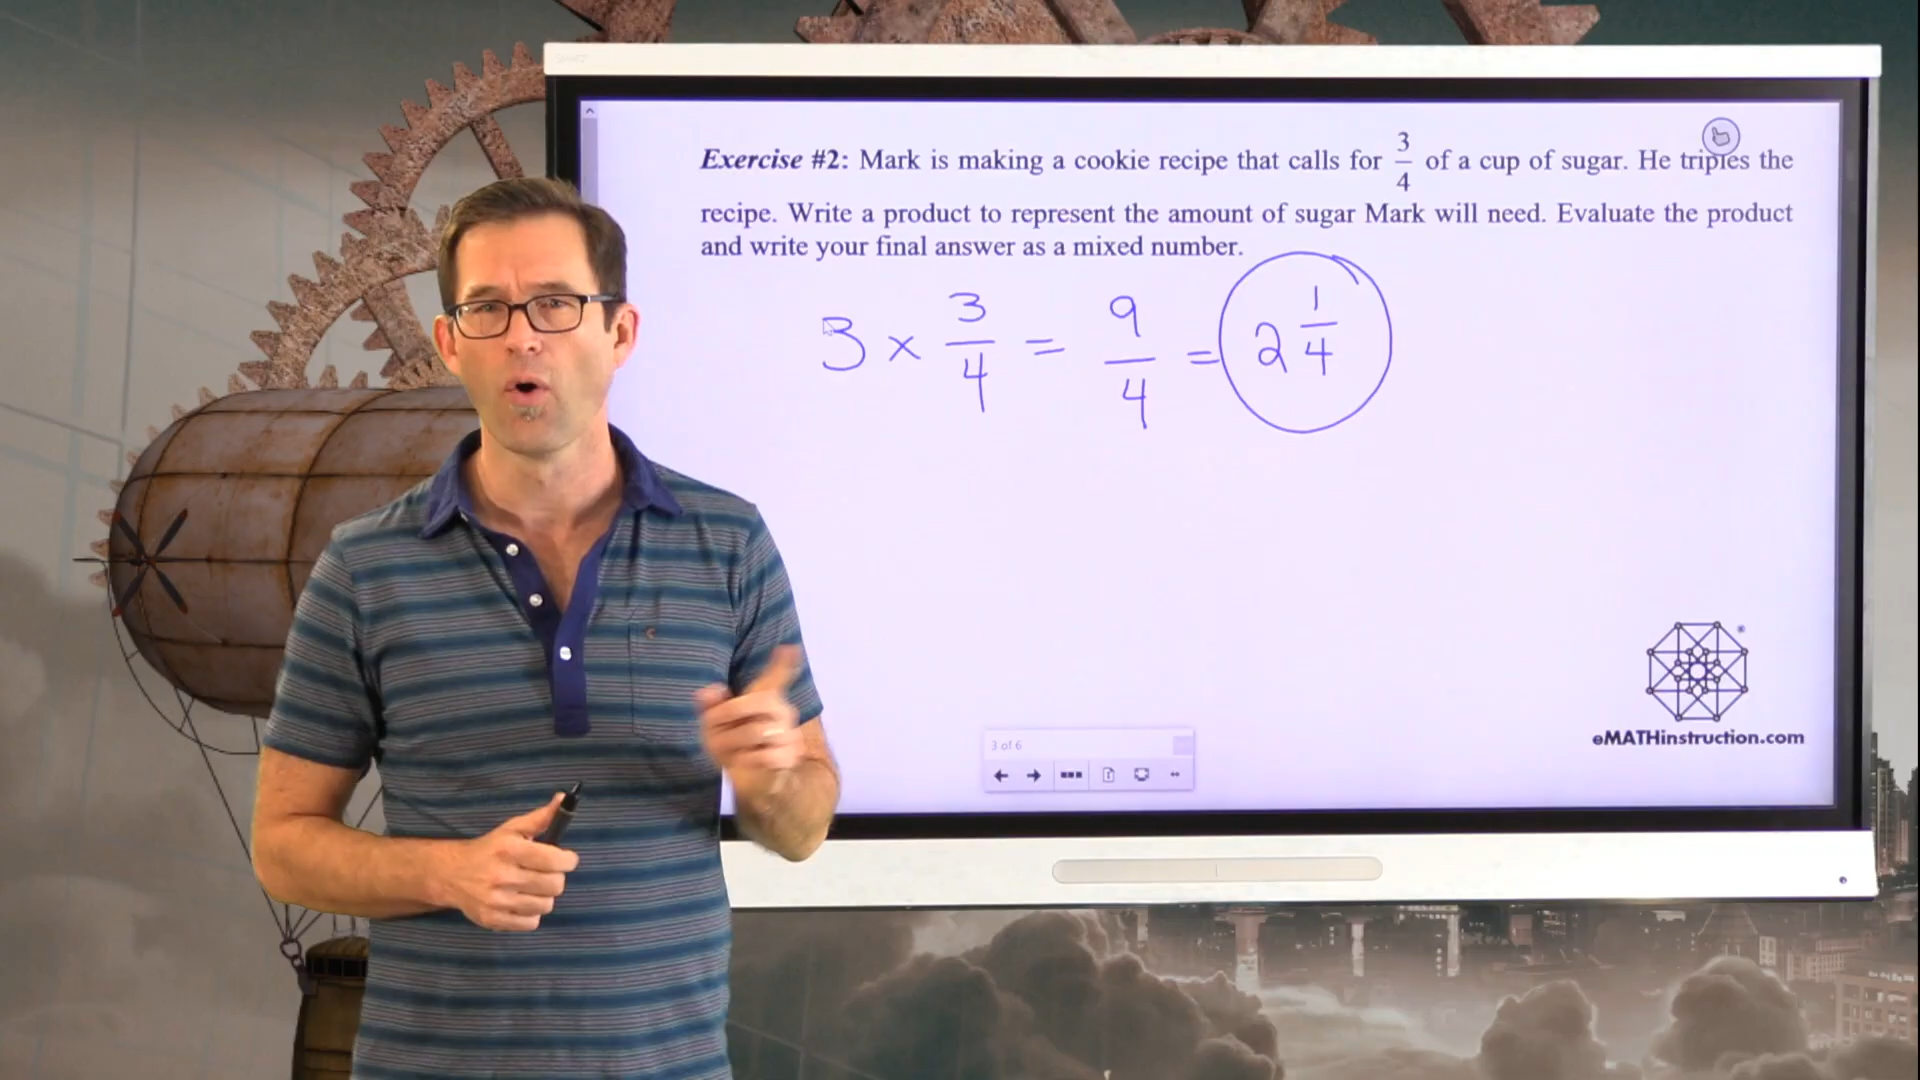 Exercise #2: Mark is making a cookie recipe that calls for 3/4 of a cup of sugar. He triples the
recipe. Write a product to represent the amount of sugar Mark will need. Evaluate the product
and write your final answer as a mixed number.
3 × 3/4 = 9/4 = 2 1/4
eMATHinstruction.com
3 of 6